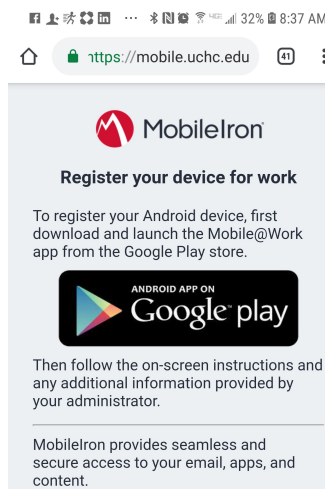 32% 8:37 AM
https://mobile.uchc.edu 41
MobileIron
Register your device for work
To register your Android device, first
download and launch the Mobile@Work
app from the Google Play store.
ANDROID APP ON
Google play
Then follow the on-screen instructions and
any additional information provided by
your administrator.
MobileIron provides seamless and
secure access to your email, apps, and
content.